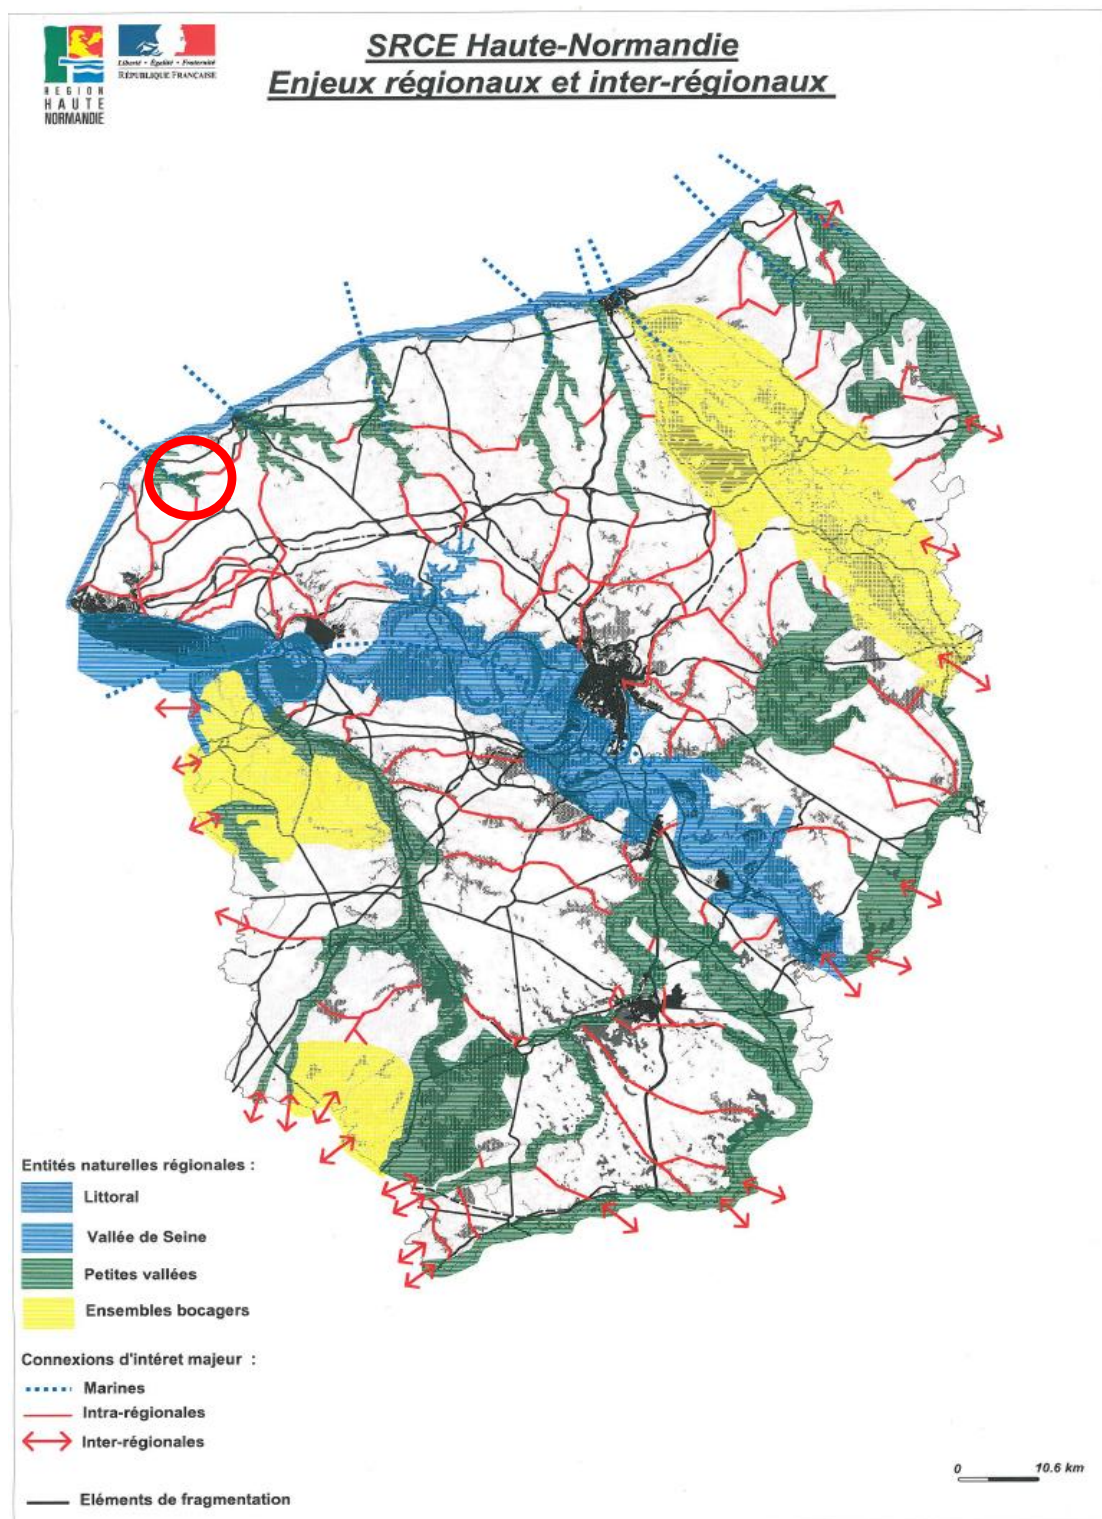 REGION
HAUTE
NORMANDIE
Liberté • Égalité • Fraternité
RÉPUBLIQUE FRANÇAISE
SRCE Haute-Normandie
Enjeux régionaux et inter-régionaux
Entités naturelles régionales :
Littoral
Vallée de Seine
Petites vallées
Ensembles bocagers
Connexions d'intéret majeur :
Marines
Intra-régionales
Inter-régionales
Eléments de fragmentation
0 10.6 km